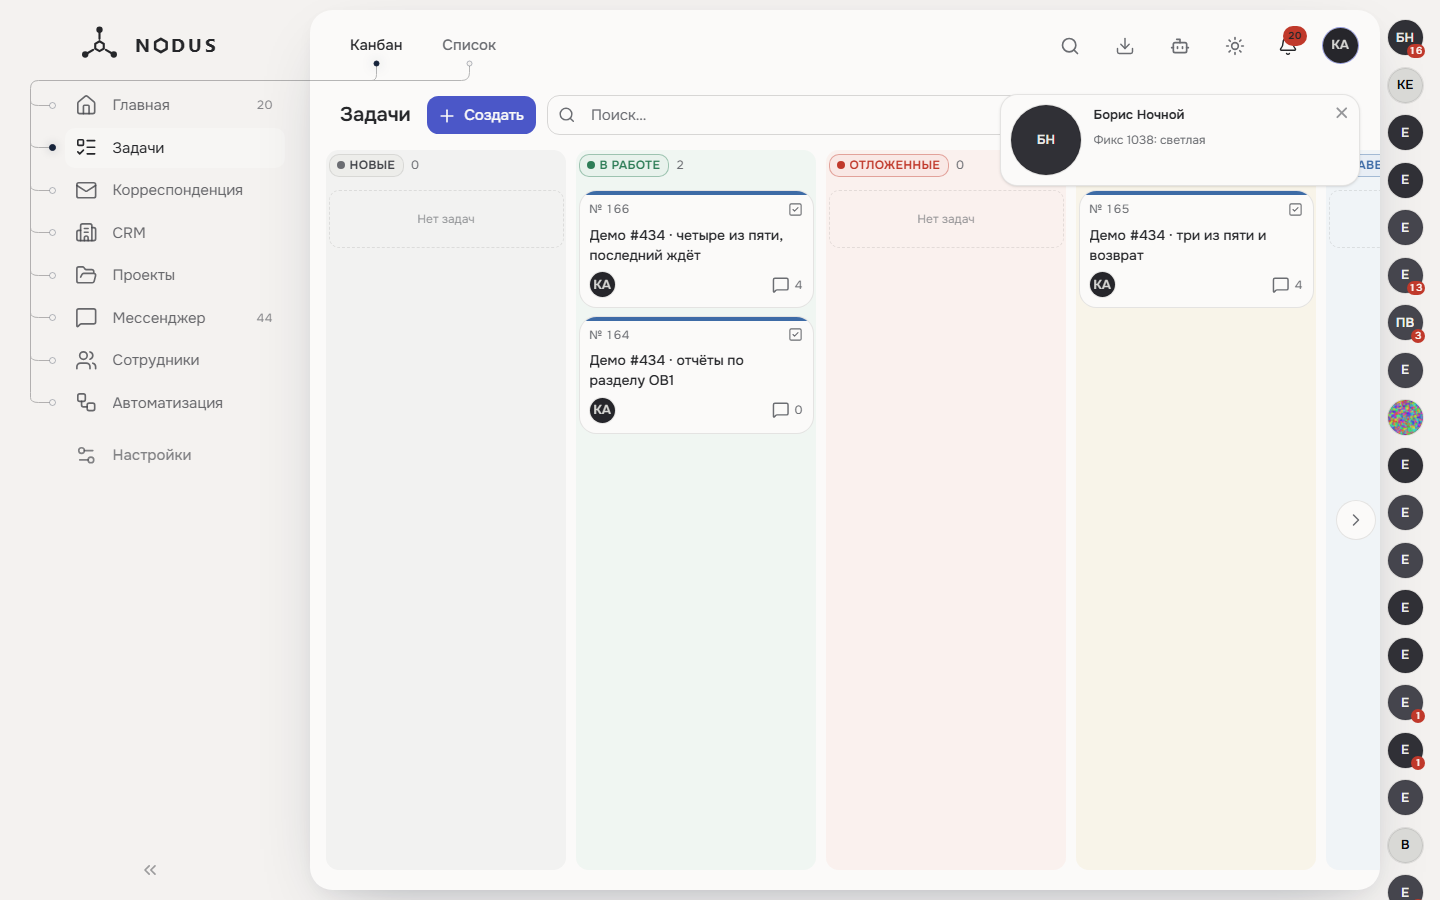 NODUS
Главная 20
Задачи
Корреспонденция
CRM
Проекты
Мессенджер 44
Сотрудники
Автоматизация
Настройки
Канбан
Список
20
КА
Задачи
Создать
Поиск...
БН
Борис Ночной
Фикс 1038: светлая
НОВЫЕ 0
Нет задач
В РАБОТЕ 2
№ 166
Демо #434 · четыре из пяти,
последний ждёт
КА
4
№ 164
Демо #434 · отчёты по
разделу ОВ1
КА
0
ОТЛОЖЕННЫЕ 0
Нет задач
№ 165
Демо #434 · три из пяти и
возврат
КА
4
БН
16
КЕ
Е
Е
Е
Е
13
ПВ
3
Е
Е
Е
Е
Е
Е
Е
1
Е
1
Е
В
Е